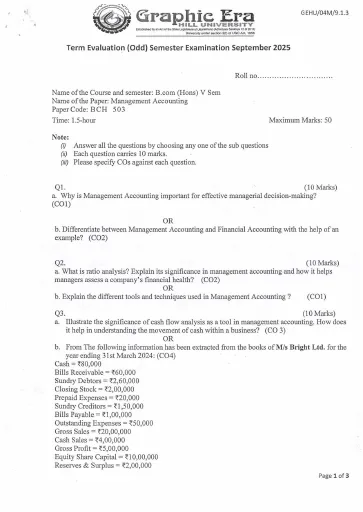 GEHU/04M/9.1.3
Graphic Era
HILL UNIVERSITY
Term Evaluation (Odd) Semester Examination September 2025
Roll no..............................
Name of the Course and semester: B.com (Hons) V Sem
Name of the Paper: Management Accounting
Paper Code: BCH 503
Time: 1.5-hour Maximum Marks: 50
Note:
(i) Answer all the questions by choosing any one of the sub questions
(ii) Each question carries 10 marks.
(iii) Please specify COs against each question.
Q1. (10 Marks)
a. Why is Management Accounting important for effective managerial decision-making?
(CO1)
OR
b. Differentiate between Management Accounting and Financial Accounting with the help of an
example? (CO2)
Q2. (10 Marks)
a. What is ratio analysis? Explain its significance in management accounting and how it helps
managers assess a company's financial health? (CO2)
OR
b. Explain the different tools and techniques used in Management Accounting ? (CO1)
Q3. (10 Marks)
a. Illustrate the significance of cash flow analysis as a tool in management accounting. How does
it help in understanding the movement of cash within a business? (CO 3)
OR
b. From The following information has been extracted from the books of M/s Bright Ltd. for the
year ending 31st March 2024: (CO4)
Cash = ₹80,000
Bills Receivable = ₹60,000
Sundry Debtors = ₹2,60,000
Closing Stock = ₹2,00,000
Prepaid Expenses = ₹20,000
Sundry Creditors = ₹1,50,000
Bills Payable = ₹1,00,000
Outstanding Expenses = ₹50,000
Gross Sales = ₹20,00,000
Cash Sales = ₹4,00,000
Gross Profit = ₹5,00,000
Equity Share Capital = ₹10,00,000
Reserves & Surplus = ₹2,00,000
Page 1 of 3